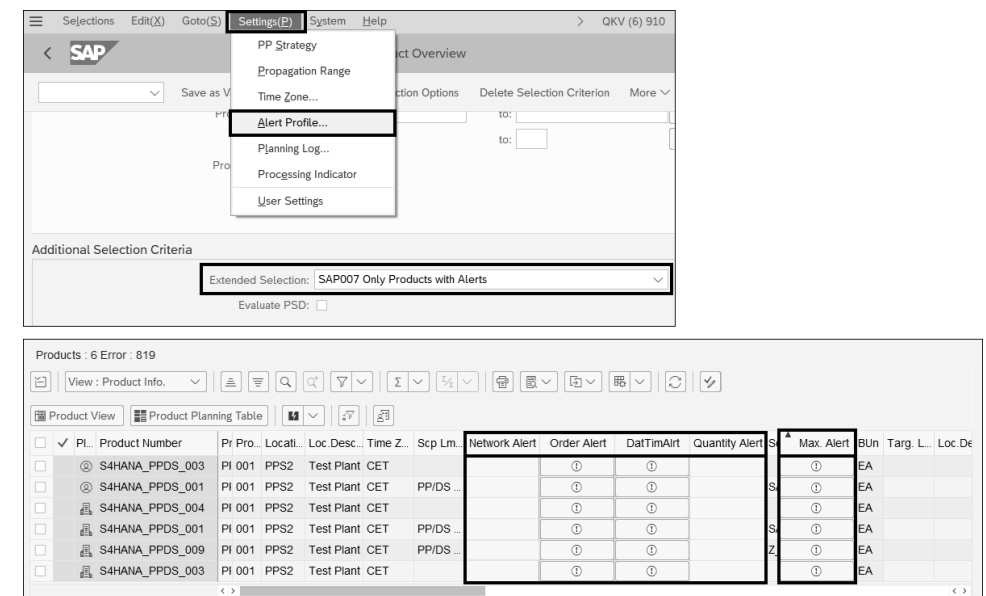 Selections Edit(X) Goto(S) Settings(P) System Help QKV (6) 910
SAP PP Strategy ct Overview
Propagation Range
Save as V Time Zone... ction Options Delete Selection Criterion More
Alert Profile... to:
Planning Log... to:
Pro Processing Indicator
User Settings
Additional Selection Criteria
Extended Selection: SAP007 Only Products with Alerts
Evaluate PSD:
Products : 6 Error : 819
View : Product Info.
Product View Product Planning Table
Pl... Product Number Pr Pro... Locati... Loc.Desc... Time Z... Scp Lm... Network Alert Order Alert DatTimAlrt Quantity Alert Max. Alert BUn Targ. L... Loc.De
S4HANA_PPDS_003 PI 001 PPS2 Test Plant CET EA
S4HANA_PPDS_001 PI 001 PPS2 Test Plant CET PP/DS ... EA
S4HANA_PPDS_004 PI 001 PPS2 Test Plant CET EA
S4HANA_PPDS_001 PI 001 PPS2 Test Plant CET PP/DS ... EA
S4HANA_PPDS_009 PI 001 PPS2 Test Plant CET PP/DS ... Z_ EA
S4HANA_PPDS_003 PI 001 PPS2 Test Plant CET EA